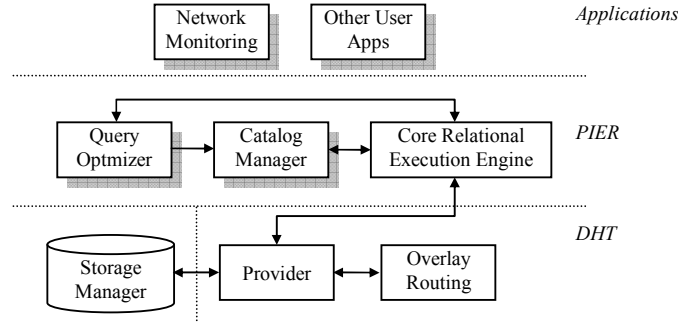 Network
Monitoring
Other User
Apps
Applications
Query
Optmizer
Catalog
Manager
Core Relational
Execution Engine
PIER
Storage
Manager
Provider
Overlay
Routing
DHT